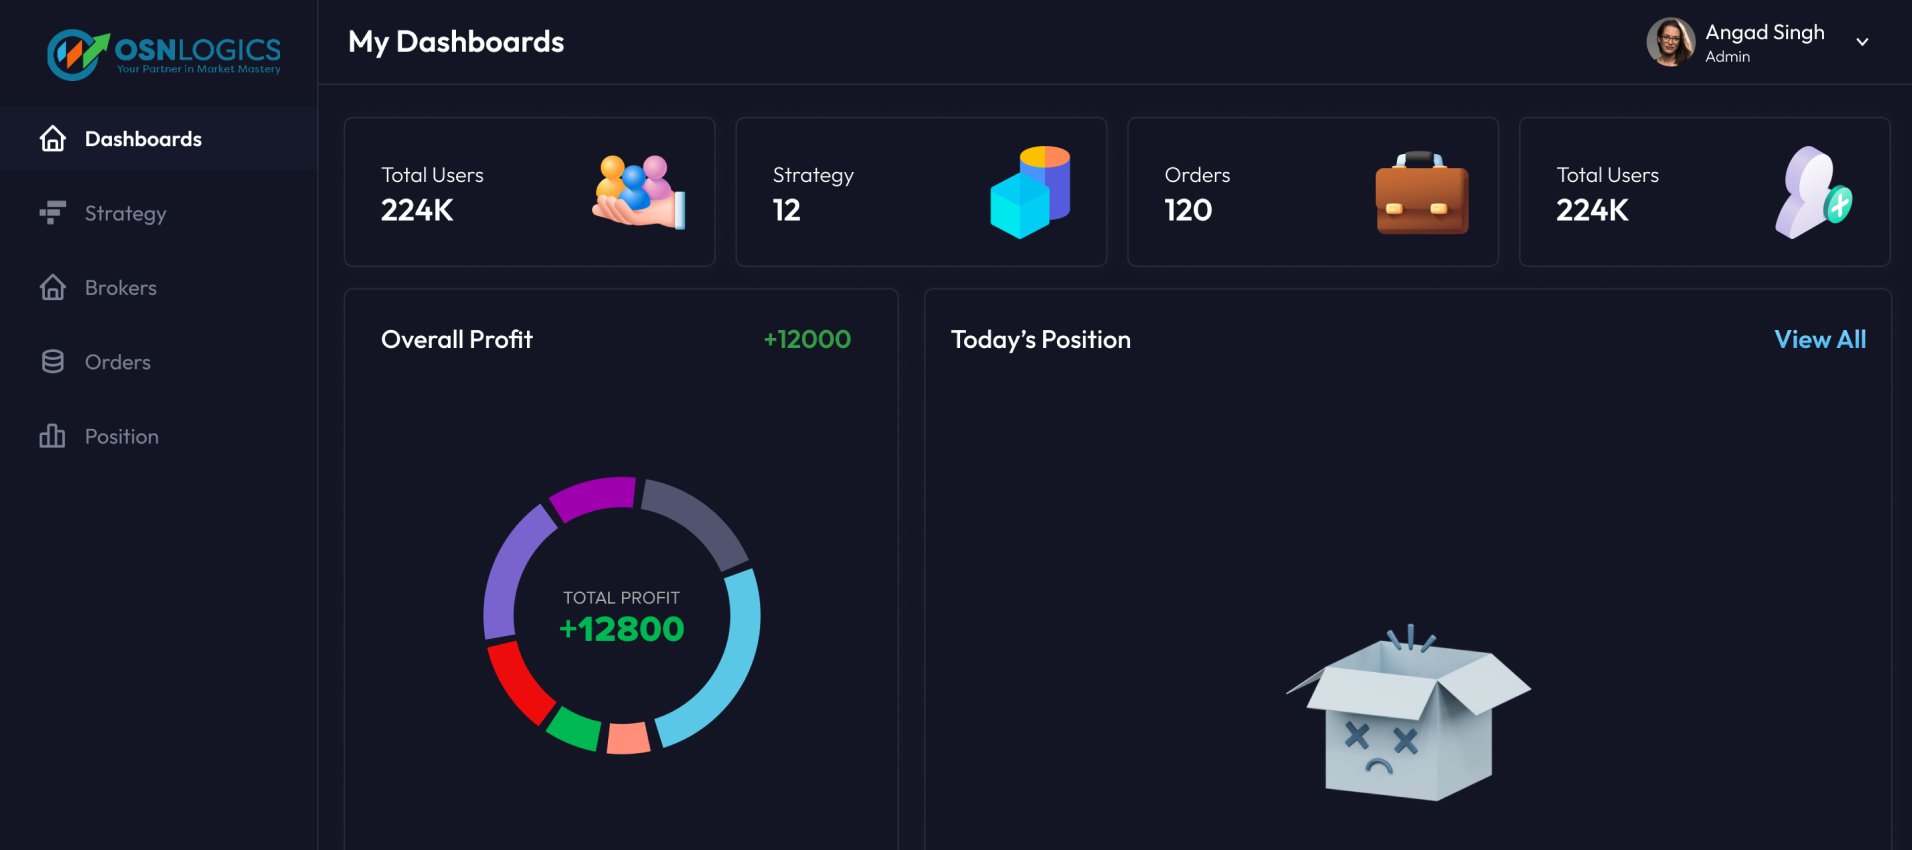 OSNLOGICS
Your Partner in Market Mastery
My Dashboards
Angad Singh
Admin
Dashboards
Strategy
Brokers
Orders
Position
Total Users
224K
Strategy
12
Orders
120
Total Users
224K
Overall Profit
+12000
TOTAL PROFIT
+12800
Today’s Position
View All